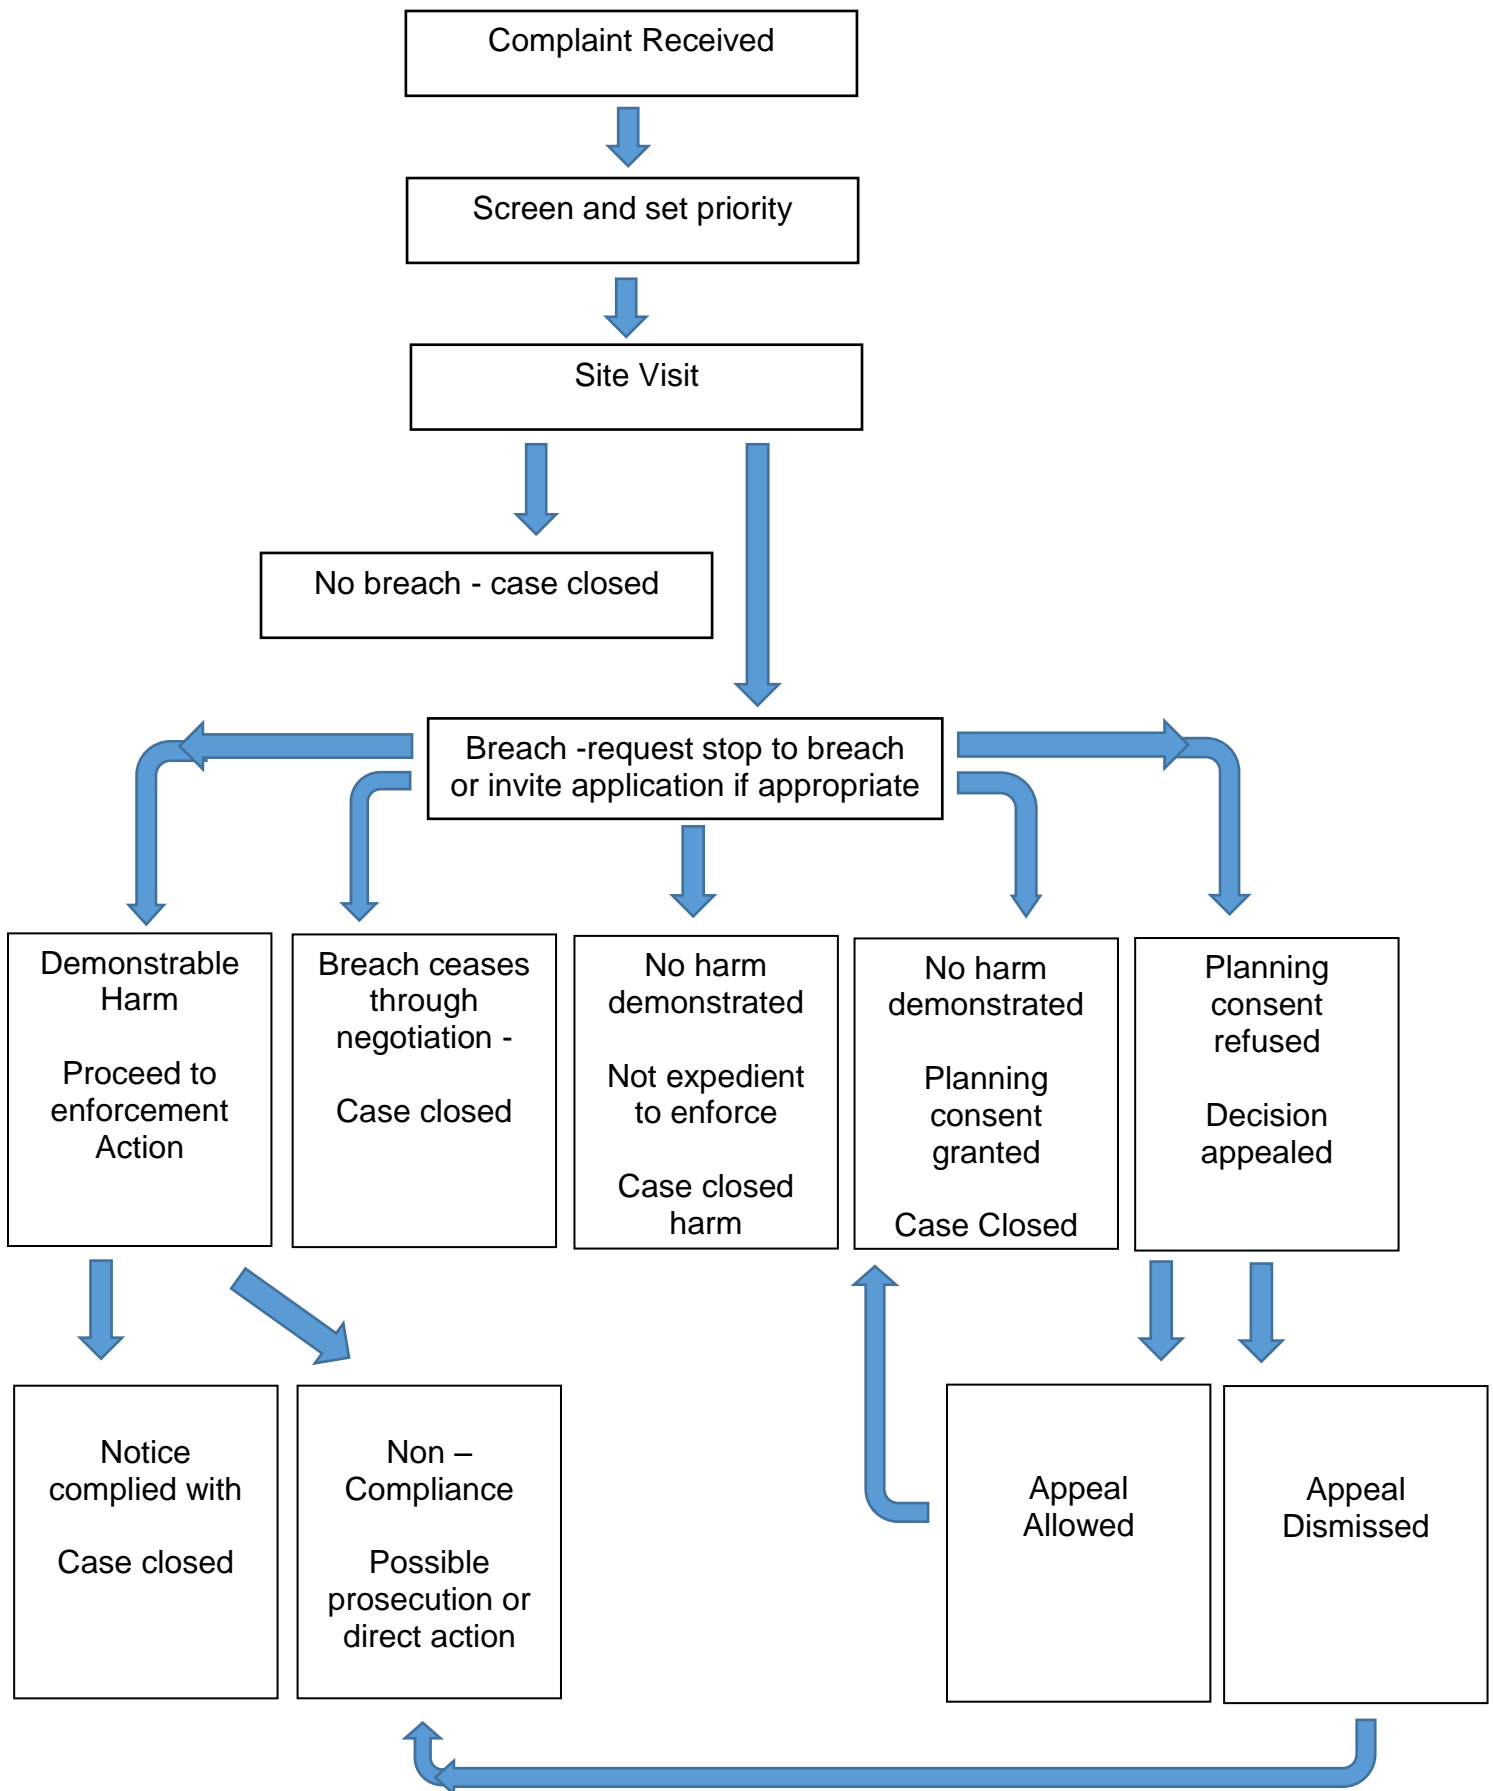 Complaint Received
Screen and set priority
Site Visit
No breach - case closed
Breach -request stop to breach
or invite application if appropriate
Demonstrable
Harm
Proceed to
enforcement
Action
Breach ceases
through
negotiation -
Case closed
No harm
demonstrated
Not expedient
to enforce
Case closed
harm
No harm
demonstrated
Planning
consent
granted
Case Closed
Planning
consent
refused
Decision
appealed
Notice
complied with
Case closed
Non –
Compliance
Possible
prosecution or
direct action
Appeal
Allowed
Appeal
Dismissed